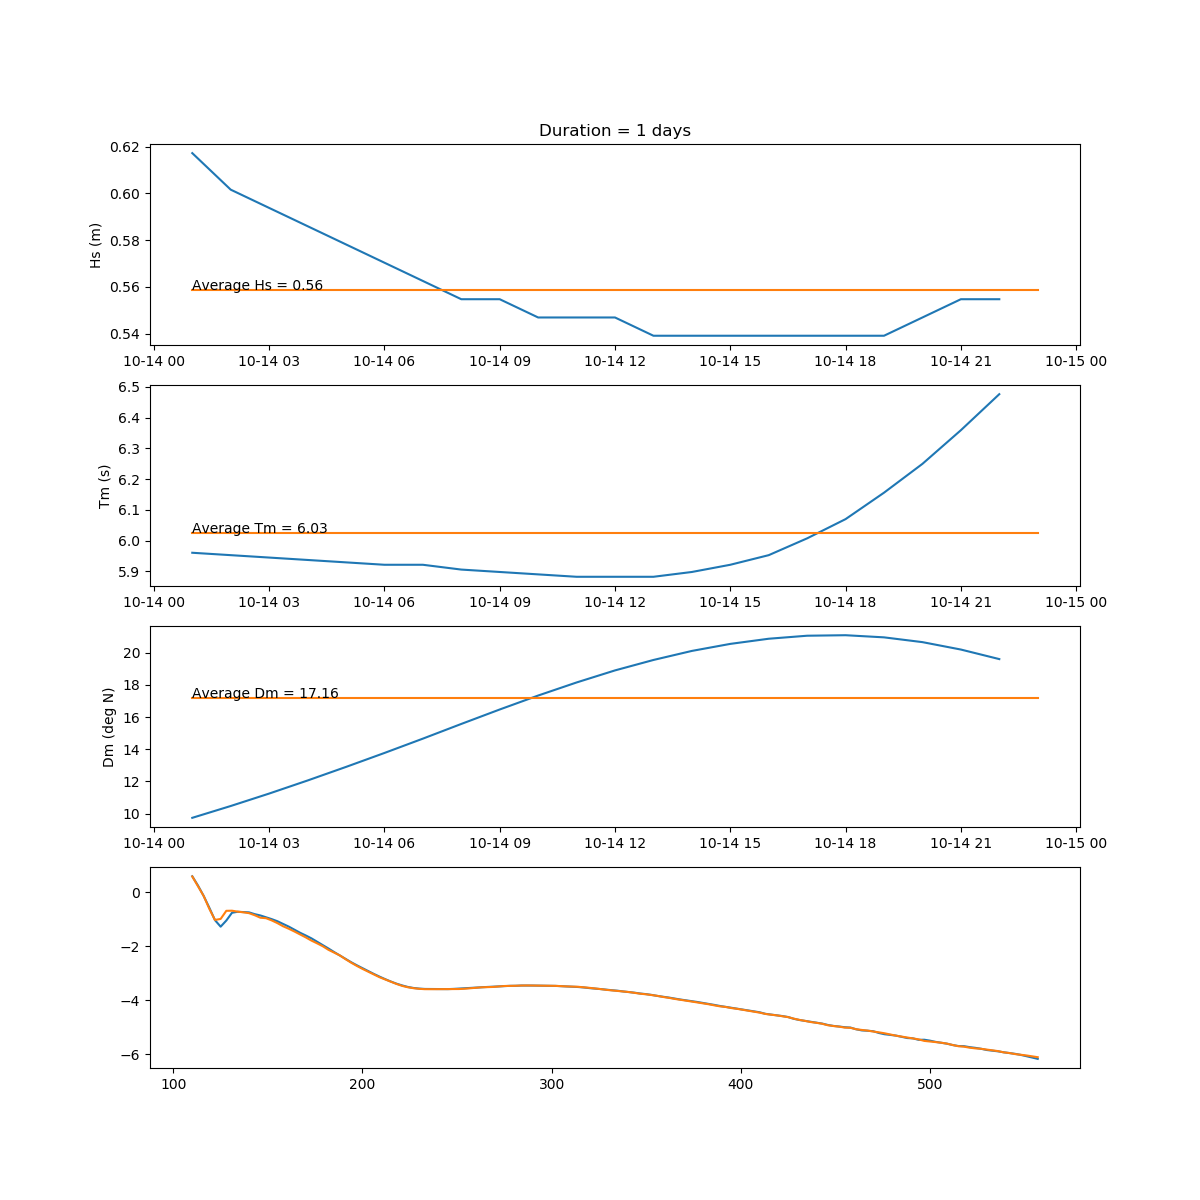 Duration = 1 days
0.62
0.60
0.58
0.56
0.54
Hs (m)
Average Hs = 0.56
10-14 00 10-14 03 10-14 06 10-14 09 10-14 12 10-14 15 10-14 18 10-14 21 10-15 00
6.5
6.4
6.3
6.2
6.1
6.0
5.9
Tm (s)
Average Tm = 6.03
10-14 00 10-14 03 10-14 06 10-14 09 10-14 12 10-14 15 10-14 18 10-14 21 10-15 00
20
18
16
14
12
10
Dm (deg N)
Average Dm = 17.16
10-14 00 10-14 03 10-14 06 10-14 09 10-14 12 10-14 15 10-14 18 10-14 21 10-15 00
0
−2
−4
−6
100 200 300 400 500